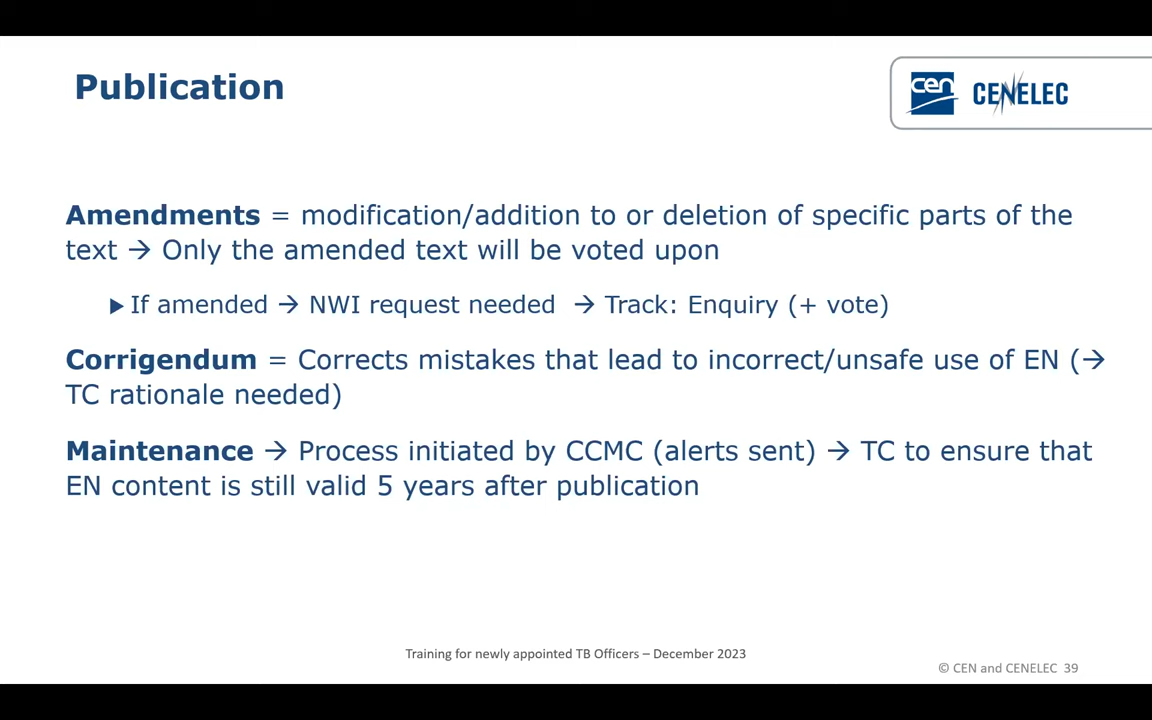 Publication
cen CENELEC
Amendments = modification/addition to or deletion of specific parts of the
text → Only the amended text will be voted upon
▶ If amended → NWI request needed → Track: Enquiry (+ vote)
Corrigendum = Corrects mistakes that lead to incorrect/unsafe use of EN (→
TC rationale needed)
Maintenance → Process initiated by CCMC (alerts sent) → TC to ensure that
EN content is still valid 5 years after publication
Training for newly appointed TB Officers – December 2023
© CEN and CENELEC 39